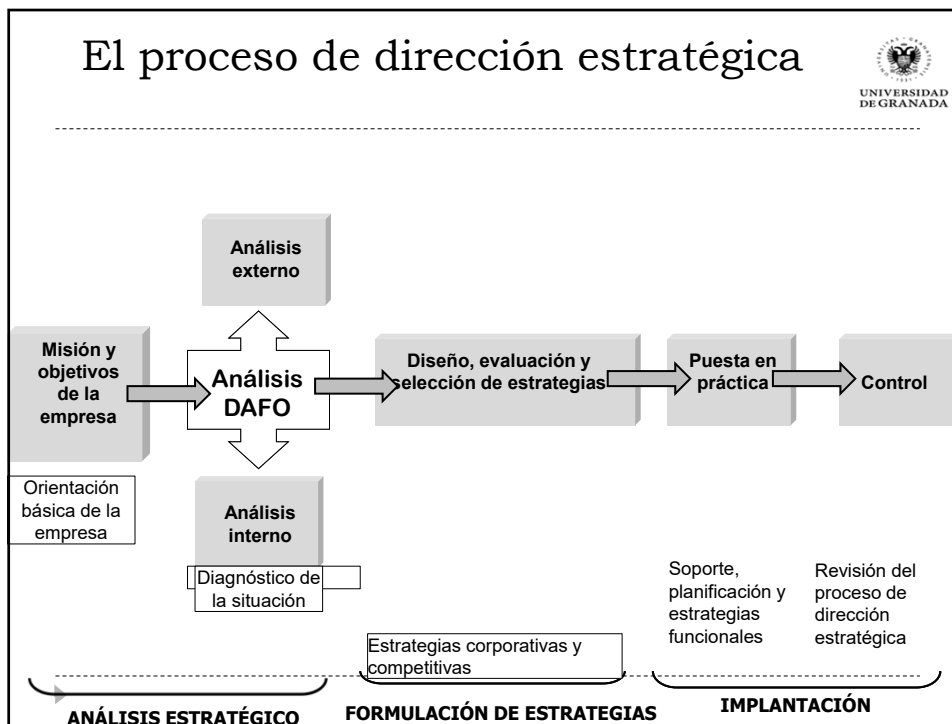 El proceso de dirección estratégica
UNIVERSIDAD
DE GRANADA
Análisis
externo
Misión y
objetivos
de la
empresa
Análisis
DAFO
Diseño, evaluación y
selección de estrategias
Puesta en
práctica
Control
Orientación
básica de la
empresa
Análisis
interno
Diagnóstico de
la situación
Estrategias corporativas y
competitivas
Soporte,
planificación y
estrategias
funcionales
Revisión del
proceso de
dirección
estratégica
ANÁLISIS ESTRATÉGICO
FORMULACIÓN DE ESTRATEGIAS
IMPLANTACIÓN